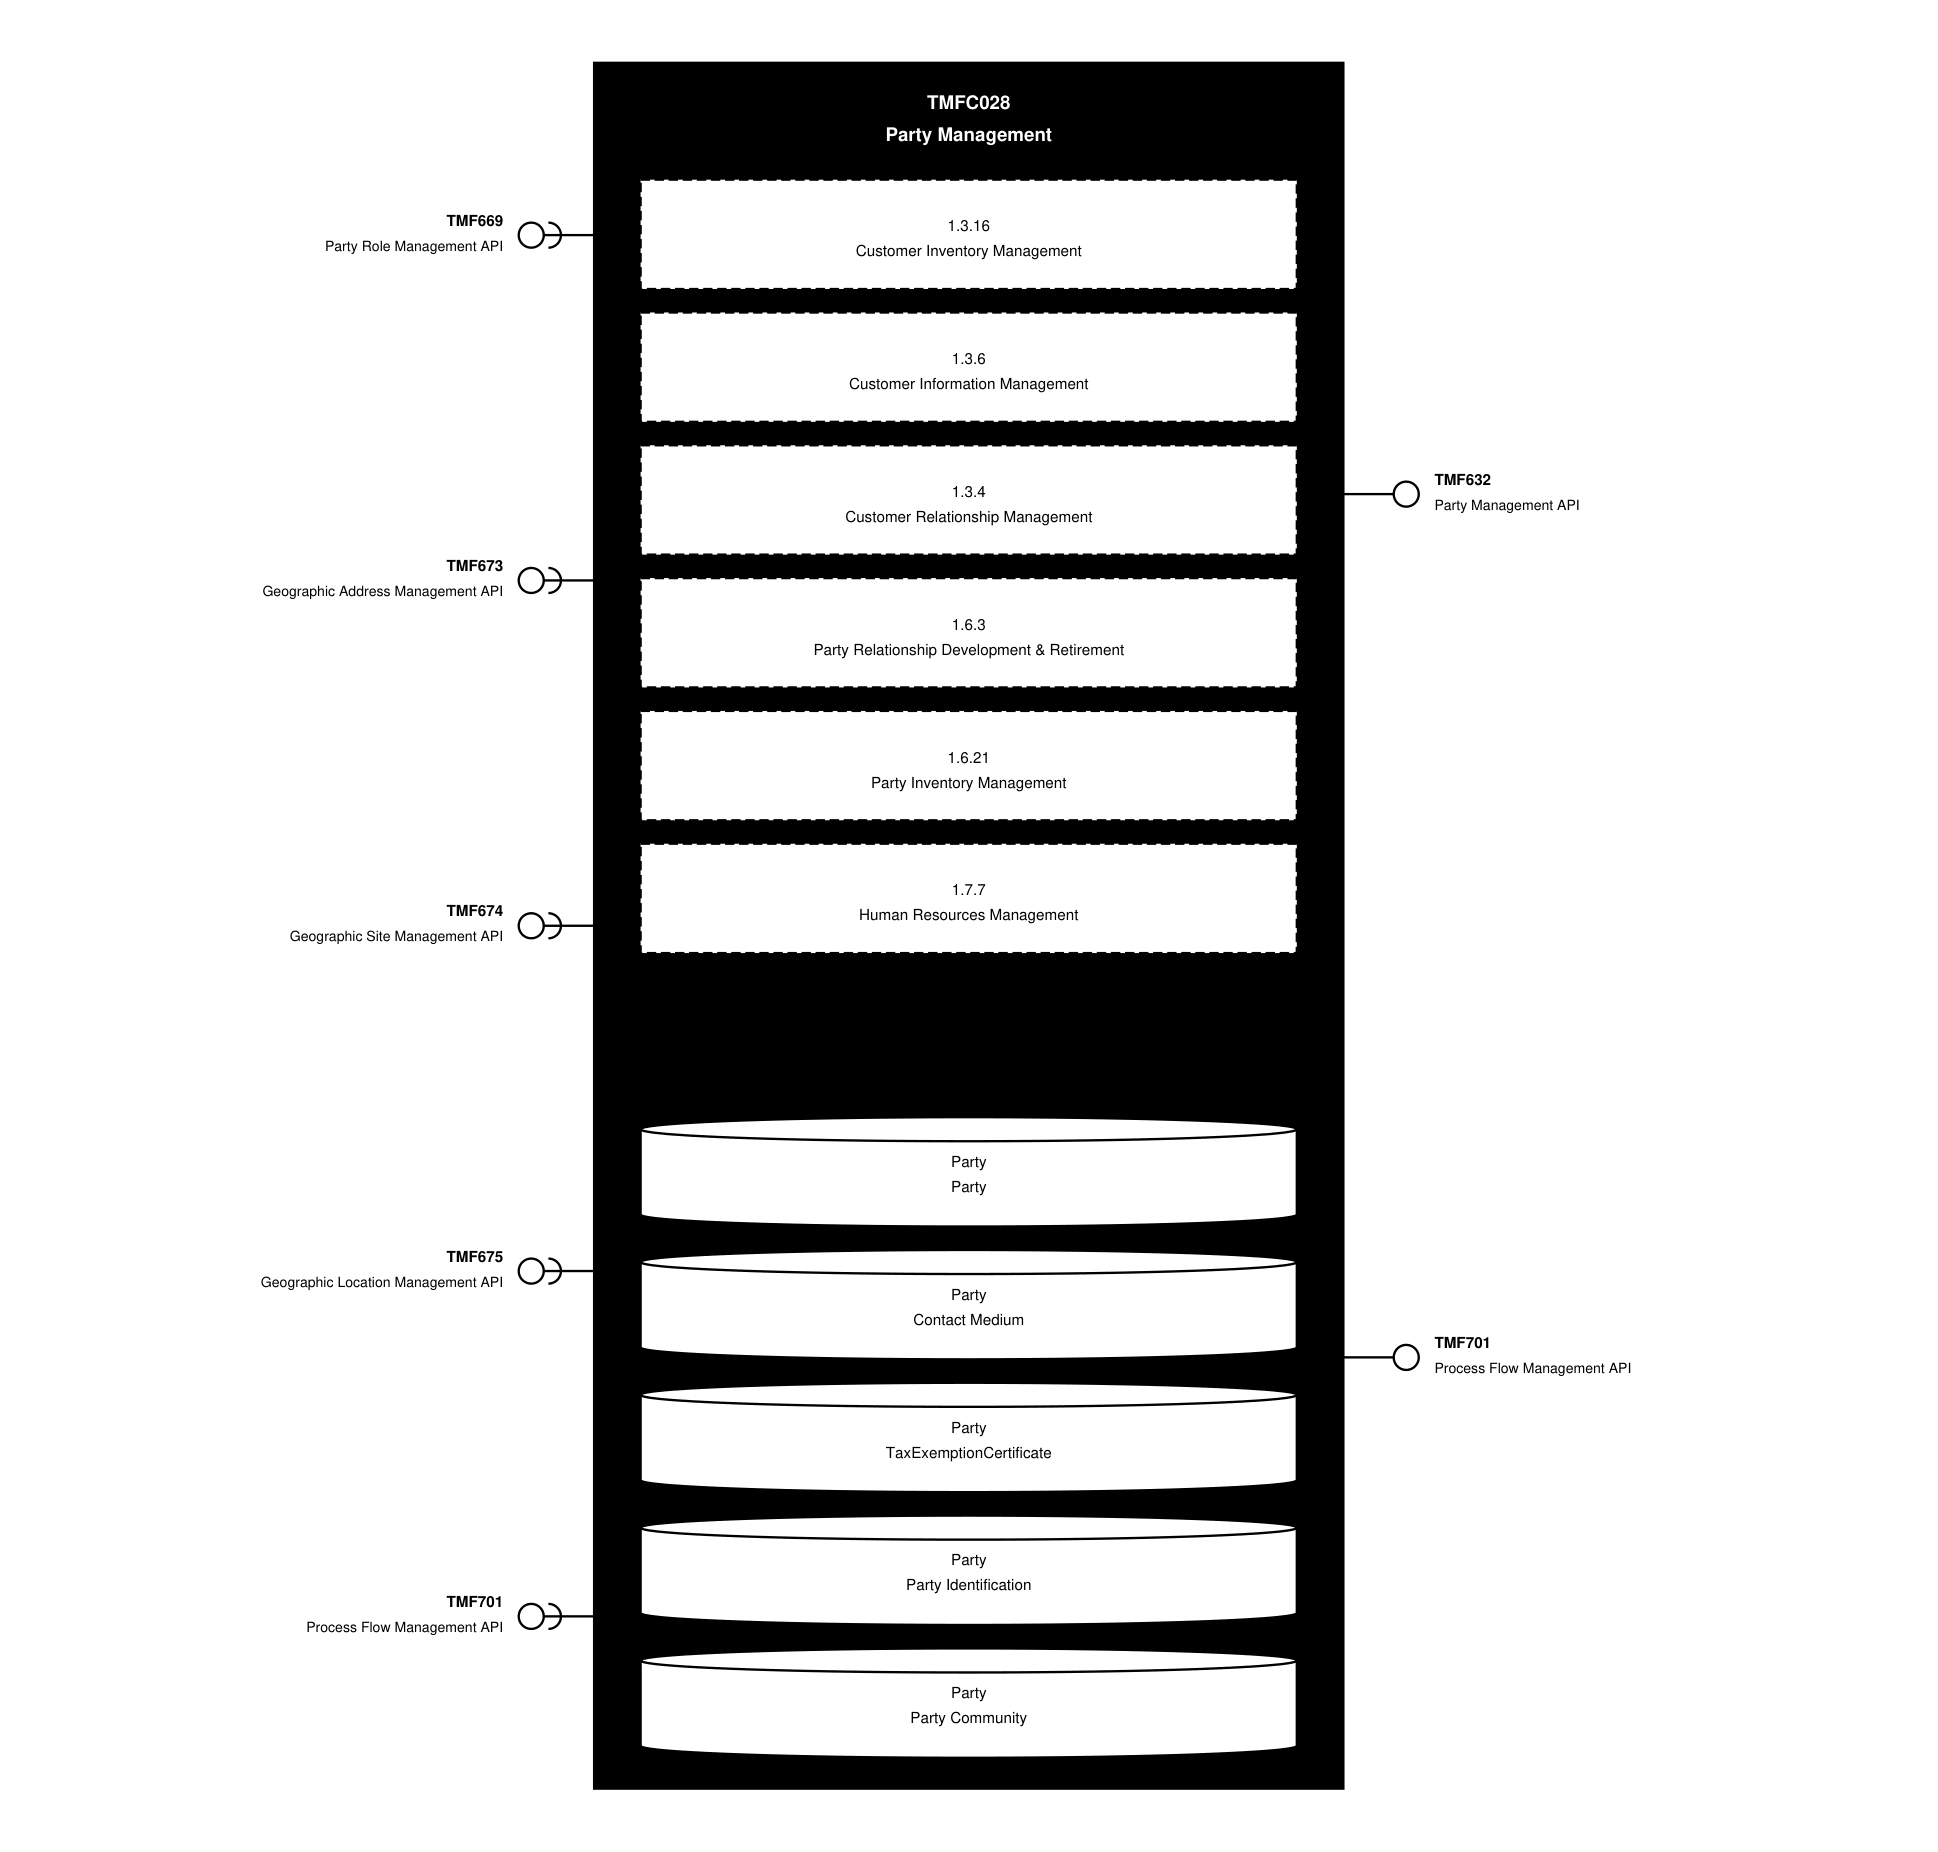 TMFC028
Party Management
TMF669
Party Role Management API
1.3.16
Customer Inventory Management
1.3.6
Customer Information Management
1.3.4
Customer Relationship Management
TMF632
Party Management API
TMF673
Geographic Address Management API
1.6.3
Party Relationship Development & Retirement
1.6.21
Party Inventory Management
1.7.7
Human Resources Management
TMF674
Geographic Site Management API
Party
Party
TMF675
Geographic Location Management API
Party
Contact Medium
TMF701
Process Flow Management API
Party
TaxExemptionCertificate
Party
Party Identification
TMF701
Process Flow Management API
Party
Party Community